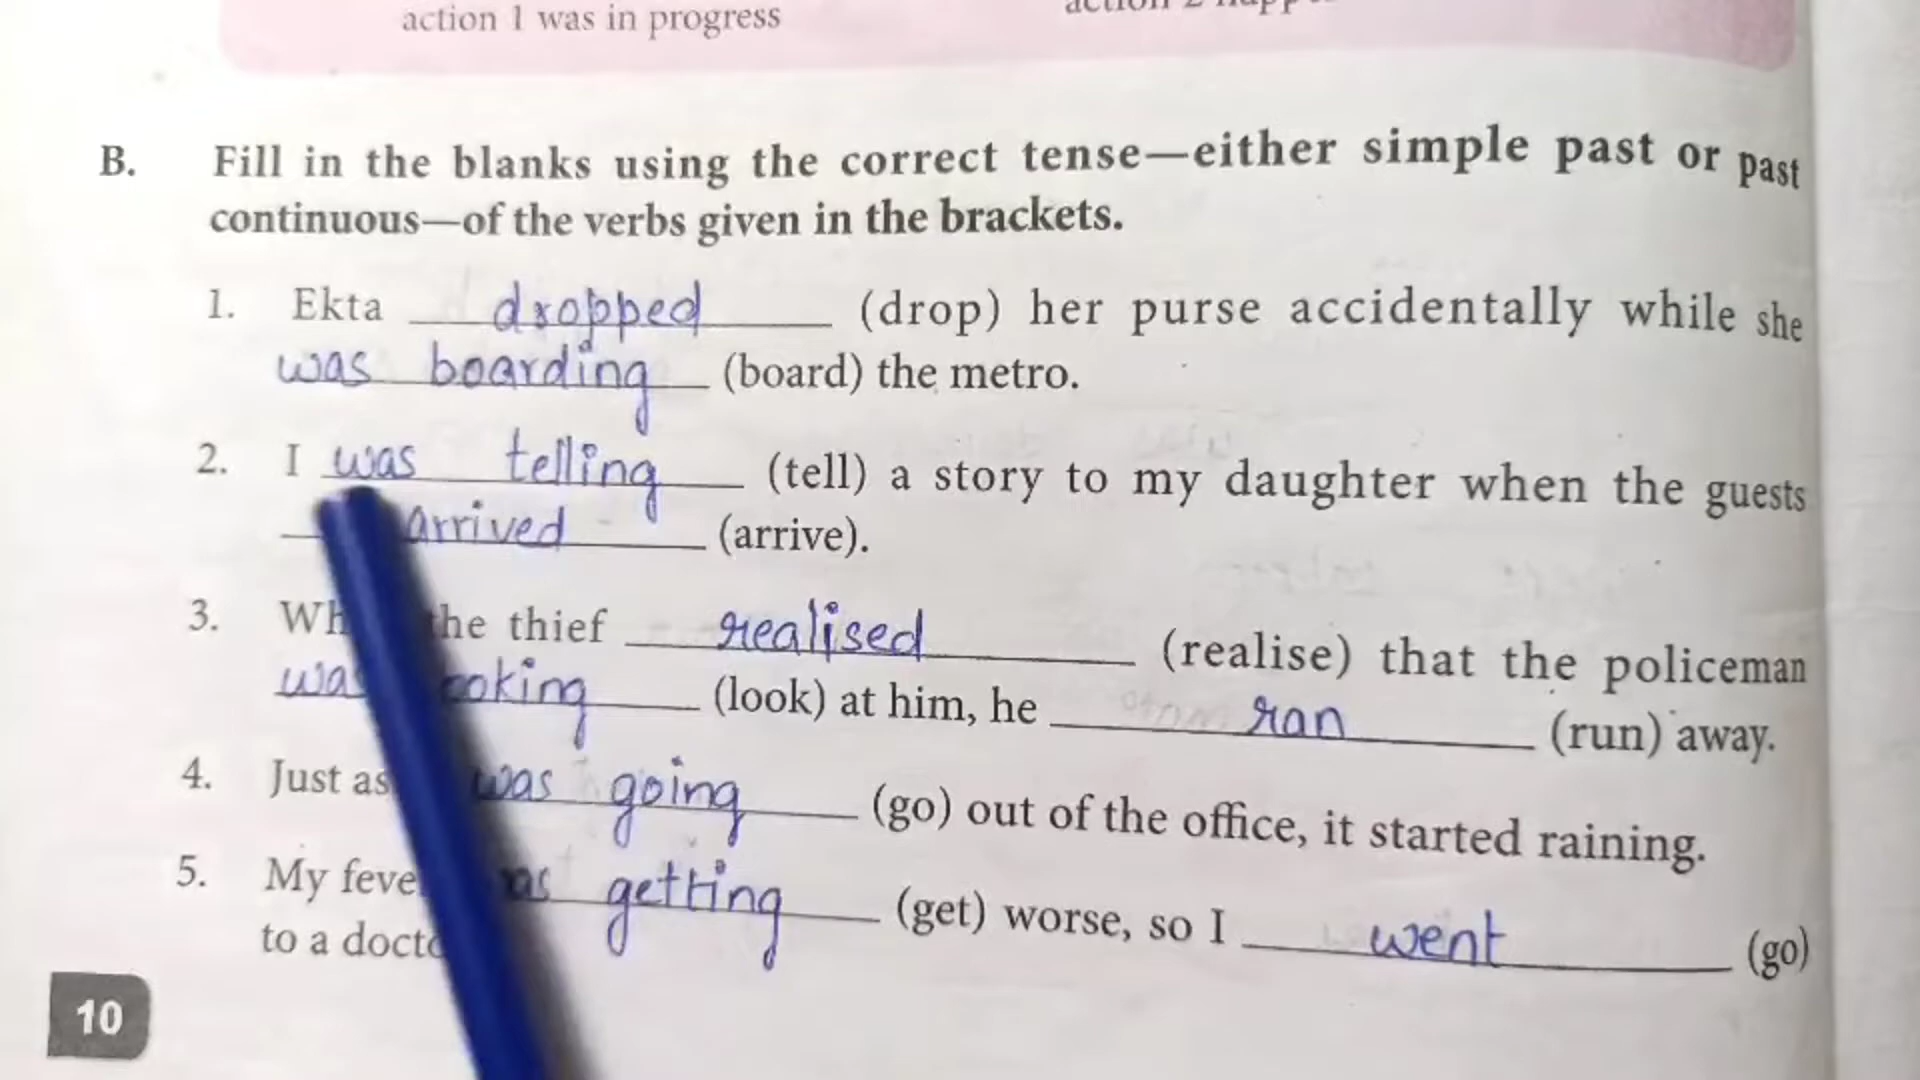 action 1 was in progress
B. Fill in the blanks using the correct tense—either simple past or past
continuous—of the verbs given in the brackets.
1. Ekta dropped (drop) her purse accidentally while she
was boarding (board) the metro.
2. I was telling (tell) a story to my daughter when the guests
arrived (arrive).
3. the thief realised (realise) that the policeman
(look) at him, he ran (run) away.
4. Just as was going (go) out of the office, it started raining.
5. My getting (get) worse, so I went (go)
to a
10